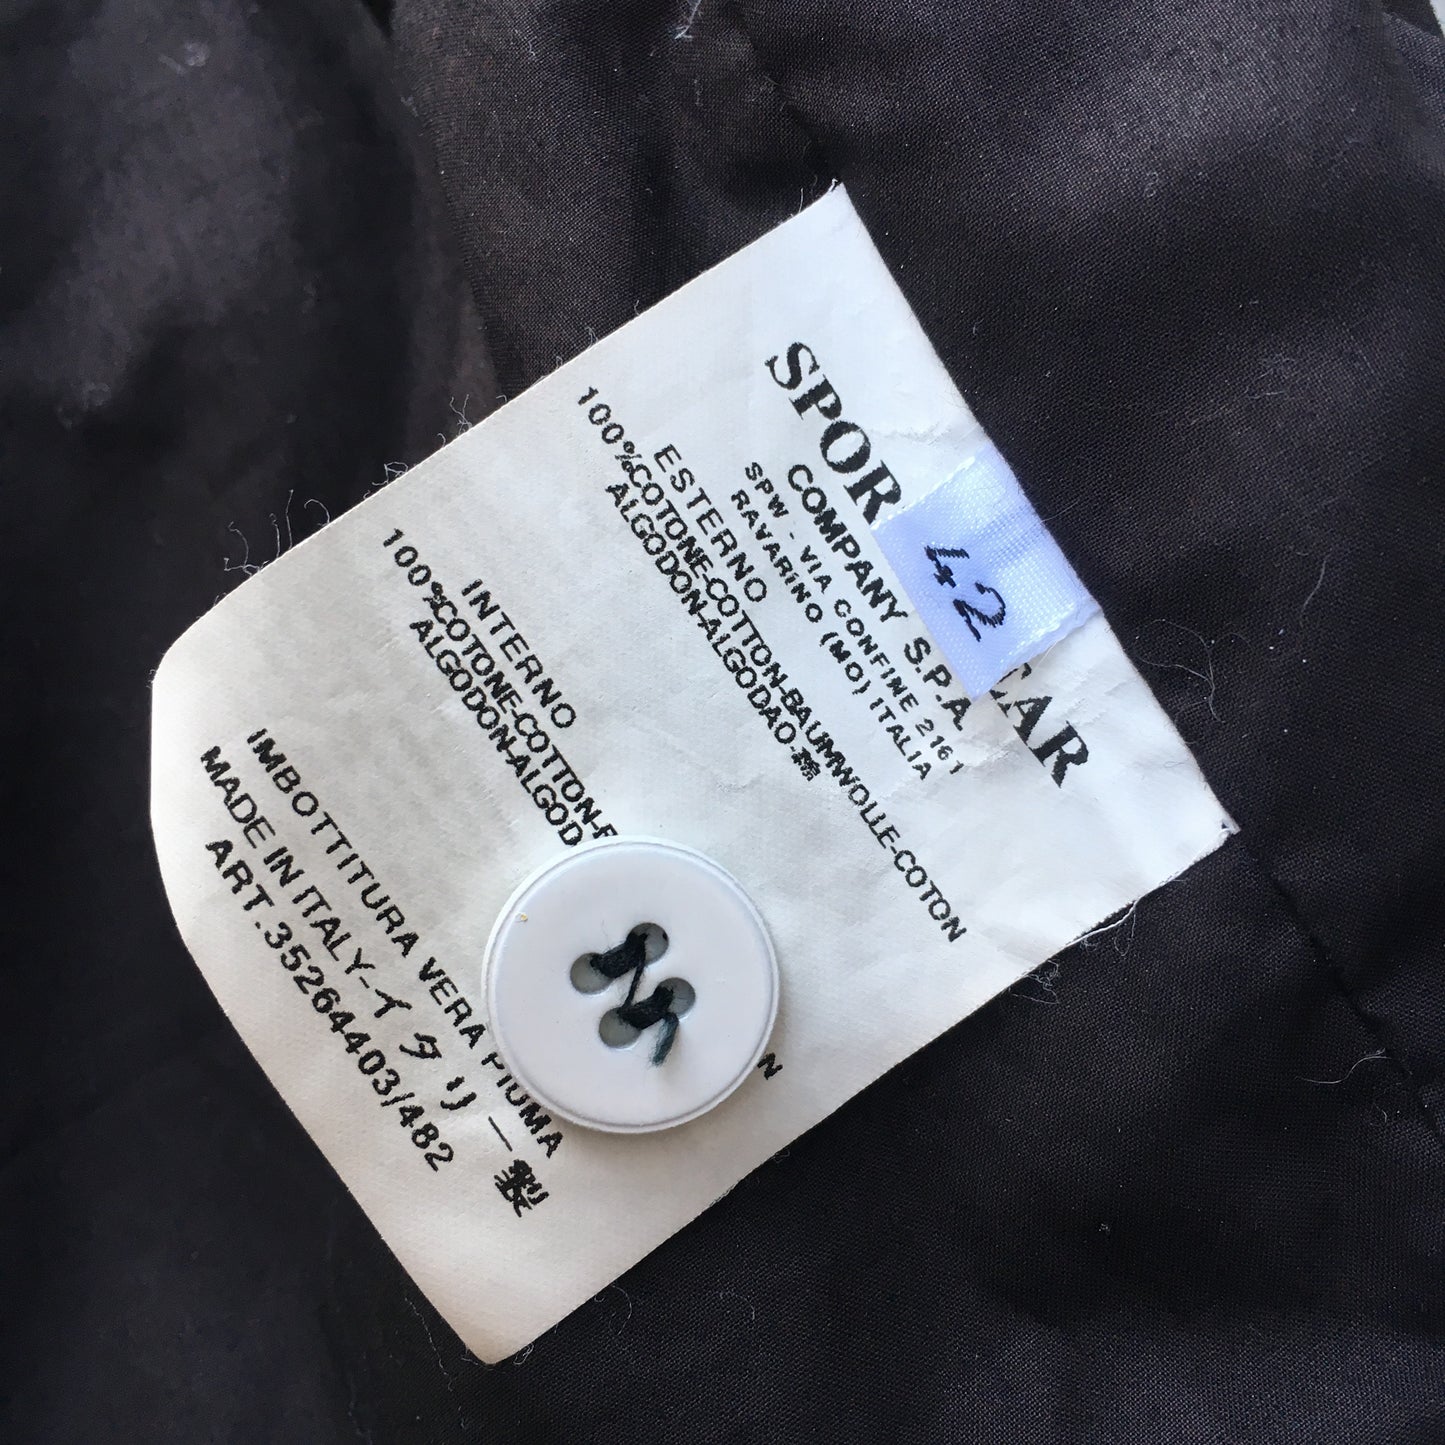 SPOR EAR
42
COMPANY S.P.A
SPW - VIA CONFINE 2161
RAVARINO (MO) ITALIA
ESTERNO
100%COTONE-COTTON-BAUMWOLLE-COTON
ALGODON-ALGODAO-綿
INTERNO
100%COTONE-COTTON-B N
ALGODON-ALGOD
IMBOTTITURA VERA PIUMA
MADE IN ITALY-イタリー製
ART.35264403/482